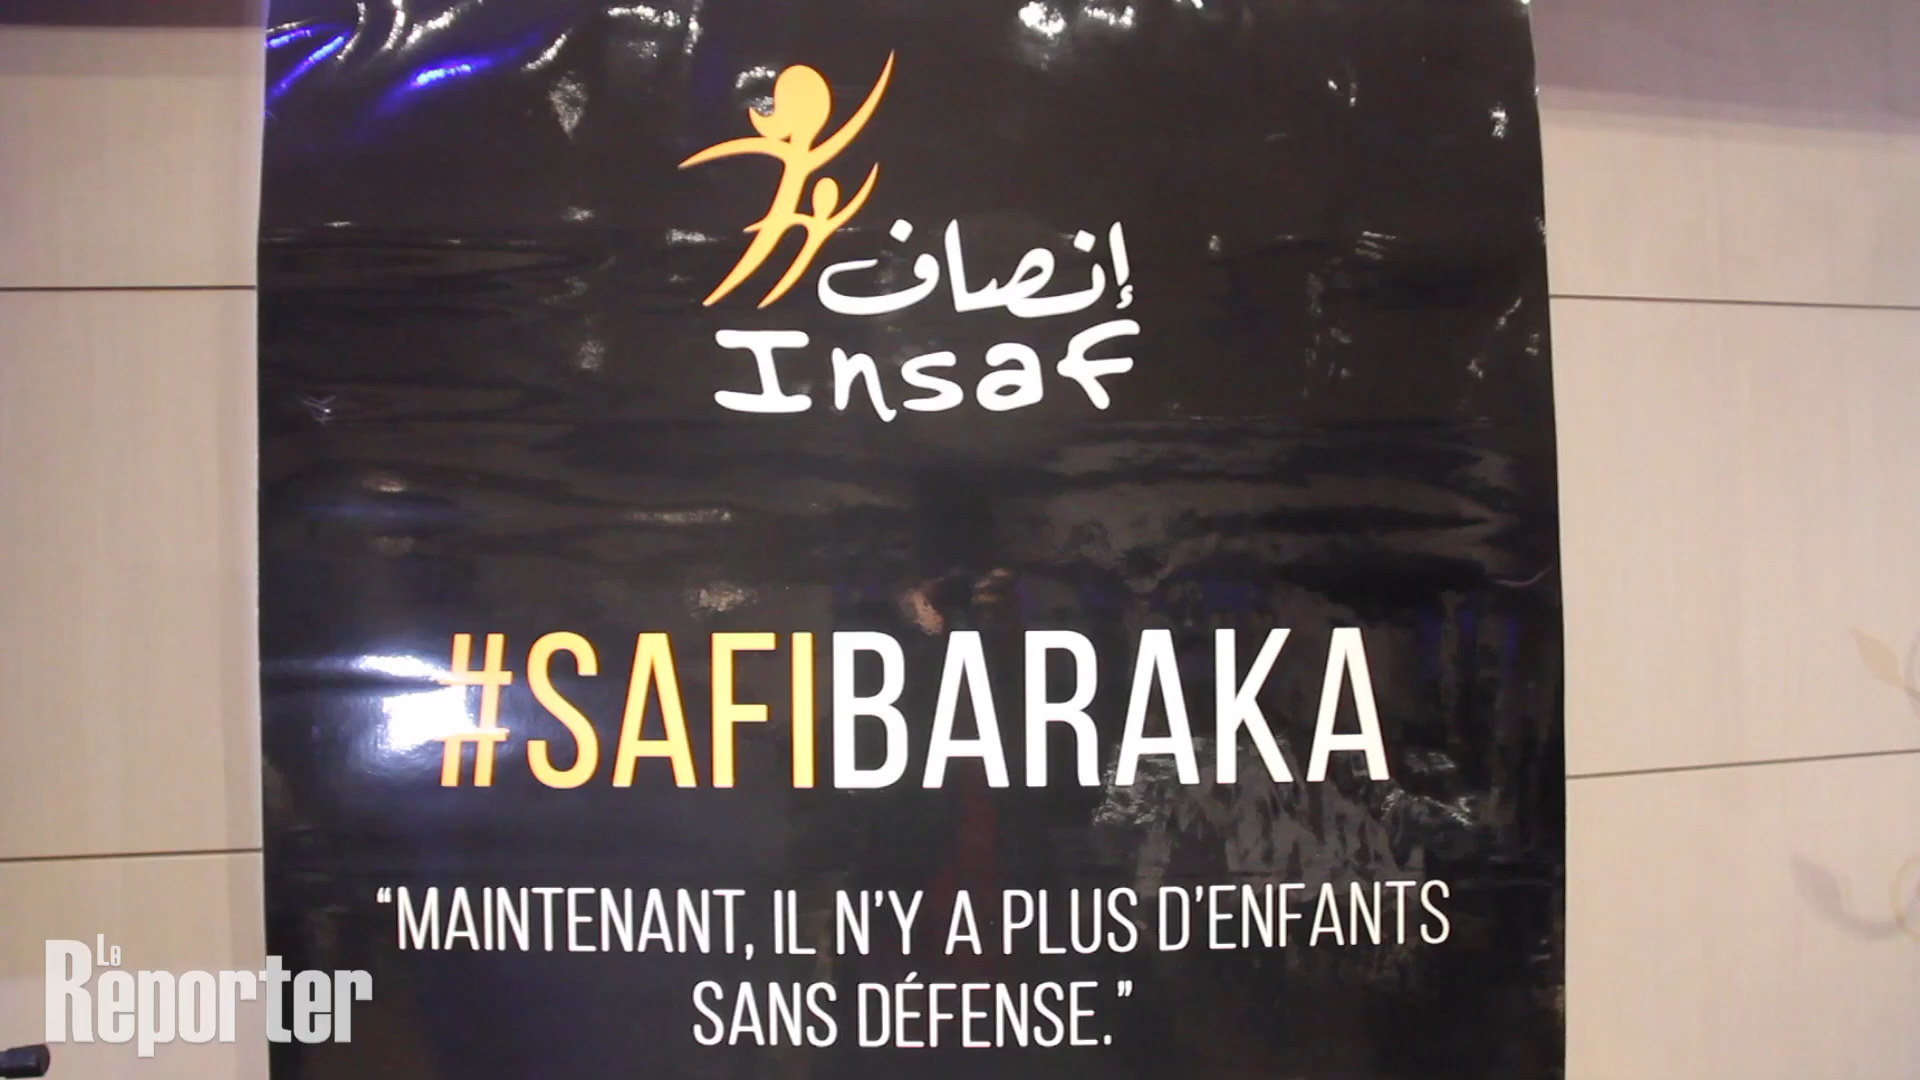 إنصاف
Insaf
#SAFIBARAKA
“MAINTENANT, IL N’Y A PLUS D’ENFANTS
SANS DÉFENSE.”
Le
Reporter